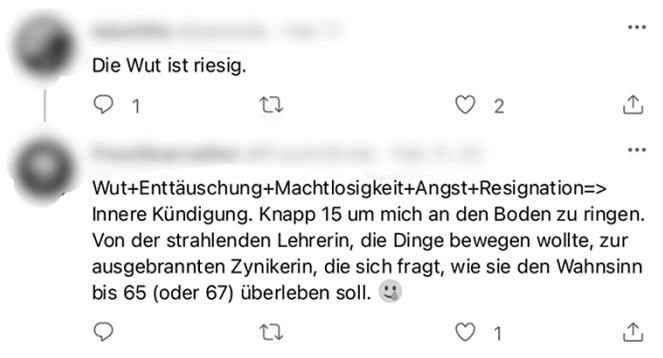 Die Wut ist riesig.
1
2
Wut+Enttäuschung+Machtlosigkeit+Angst+Resignation=>
Innere Kündigung. Knapp 15 um mich an den Boden zu ringen.
Von der strahlenden Lehrerin, die Dinge bewegen wollte, zur
ausgebrannten Zynikerin, die sich fragt, wie sie den Wahnsinn
bis 65 (oder 67) überleben soll.
1